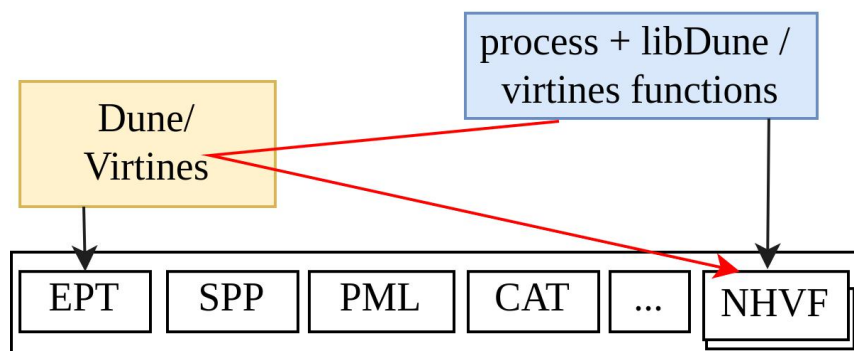 process + libDune /
virtines functions
Dune/
Virtines
EPT
SPP
PML
CAT
...
NHVF